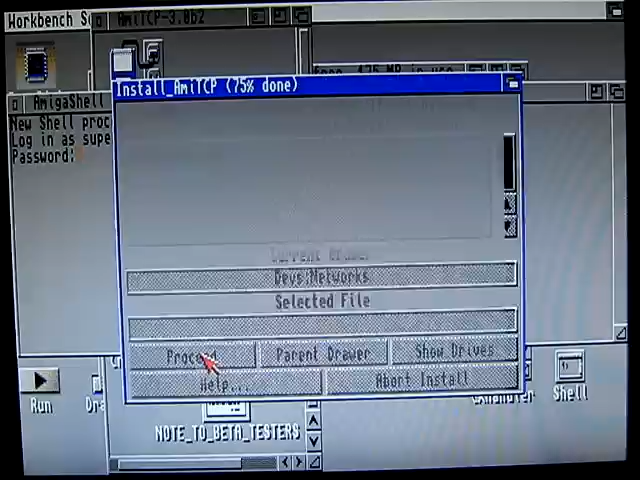 Workbench Sc
AmiTCP-3.0b2
Install_AmiTCP (75% done)
AmigaShell
New Shell proc
Log in as supe
Password:
Current Drawer
Devs:Networks
Selected File
Proceed
Parent Drawer
Show Drives
Help...
Abort Install
Run
Shell
NOTE_TO_BETA_TESTERS